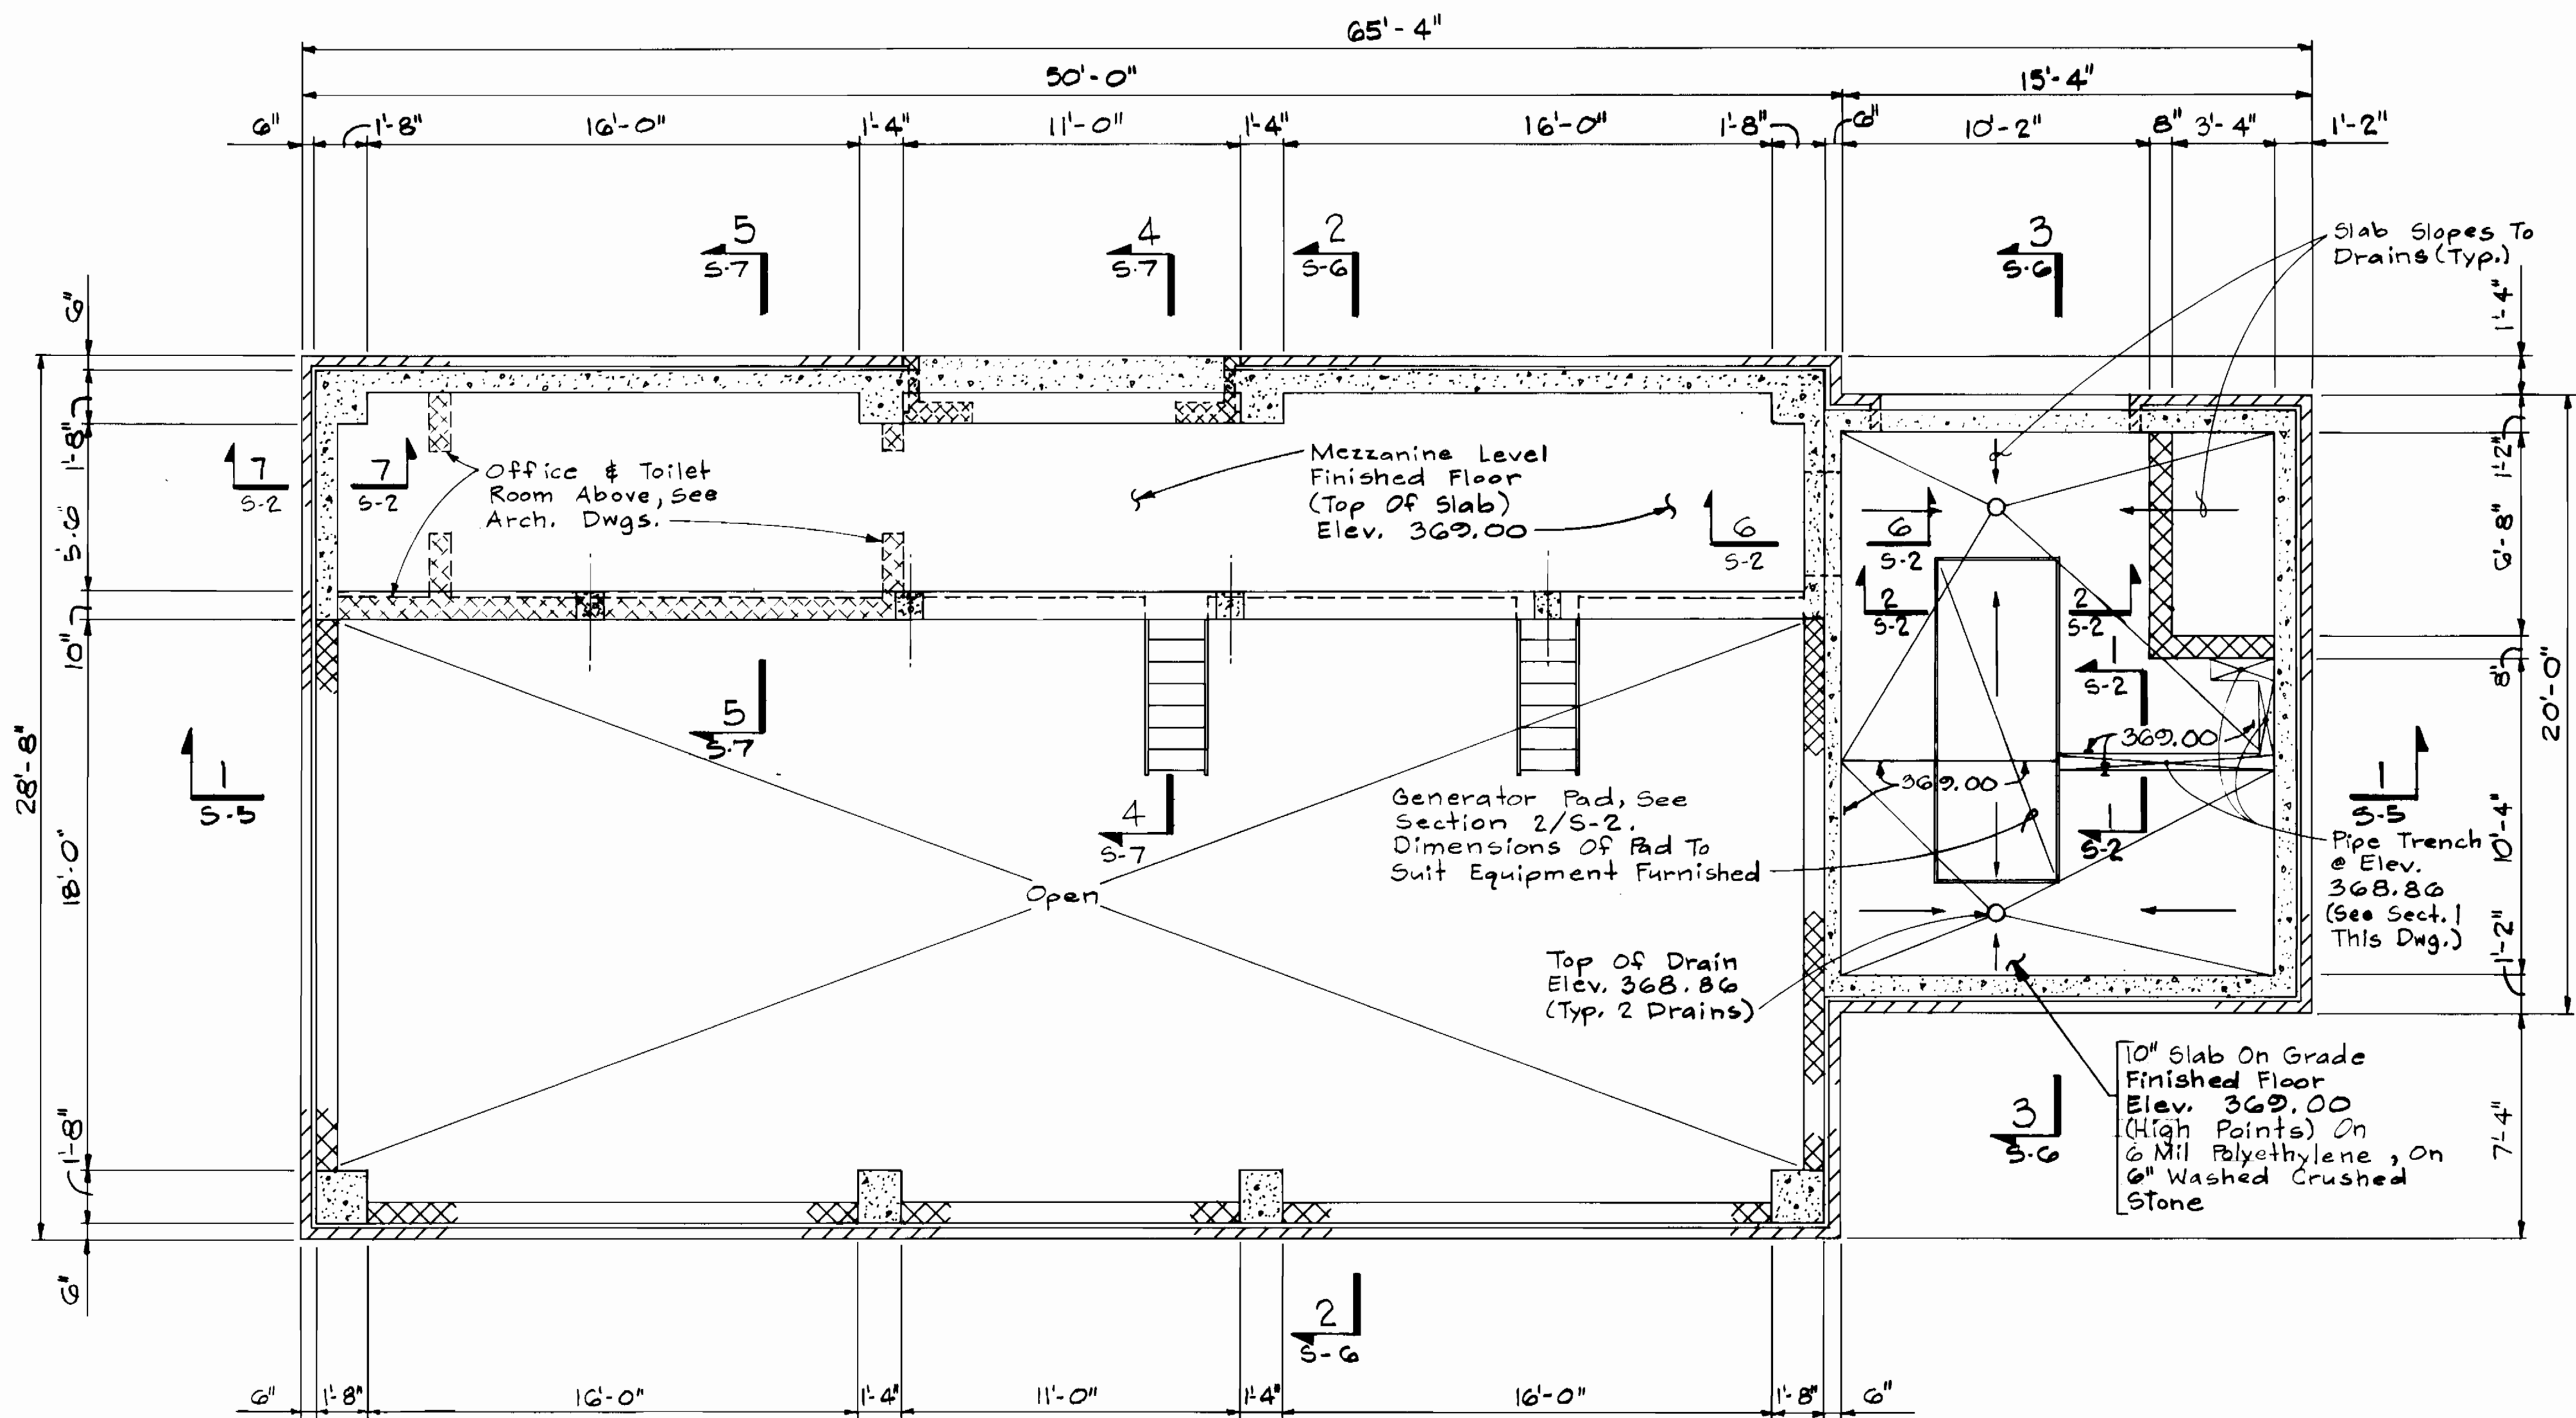 65'-4"
50'-0"
15'-4"
6"
1'-8"
16'-0"
1'-4"
11'-0"
1'-4"
16'-0"
1'-8"
6"
10'-2"
8"
3'-4"
1'-2"
5
S-7
4
S-7
2
S-6
3
S-6
Slab Slopes To
Drains (Typ.)
6"
1'-8"
5'-6"
10"
28'-8"
18'-0"
1'-8"
6"
1'-4"
1'-2"
6'-8"
8"
20'-0"
10'-4"
1'-2"
7'-4"
7
S-2
7
S-2
Office & Toilet
Room Above, See
Arch. Dwgs.
Mezzanine Level
Finished Floor
(Top Of Slab)
Elev. 369.00
6
S-2
6
S-2
2
S-2
2
S-2
1
S-2
369.00
369.00
1
S-2
5
S-7
4
S-7
1
S-5
1
S-5
Generator Pad, See
Section 2/S-2.
Dimensions Of Pad To
Suit Equipment Furnished
Open
Pipe Trench
@ Elev.
368.86
(See Sect. 1
This Dwg.)
Top Of Drain
Elev. 368.86
(Typ. 2 Drains)
10" Slab On Grade
Finished Floor
Elev. 369.00
(High Points) On
6 Mil Polyethylene, On
6" Washed Crushed
Stone
3
S-6
2
S-6
6"
1'-8"
16'-0"
1'-4"
11'-0"
1'-4"
16'-0"
1'-8"
6"